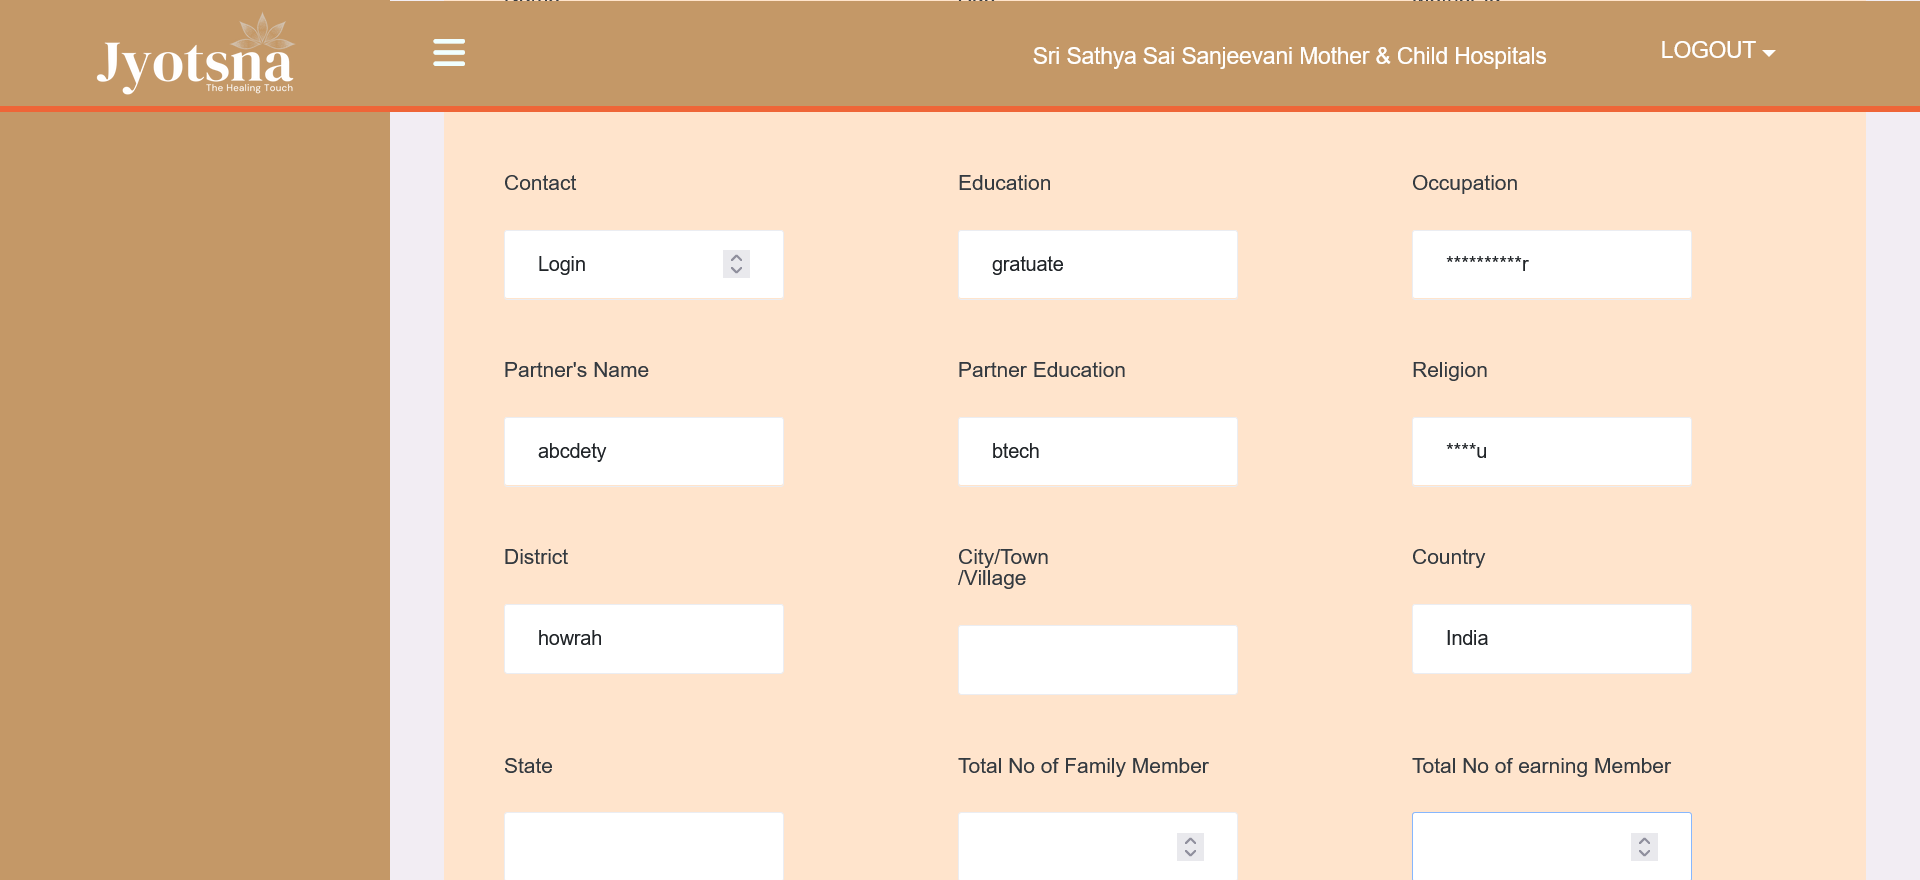 Jyotsna
The Healing Touch
Sri Sathya Sai Sanjeevani Mother & Child Hospitals
LOGOUT
Contact
Education
Occupation
Login
gratuate
**********r
Partner's Name
Partner Education
Religion
abcdety
btech
****u
District
City/Town
/Village
Country
howrah
India
State
Total No of Family Member
Total No of earning Member